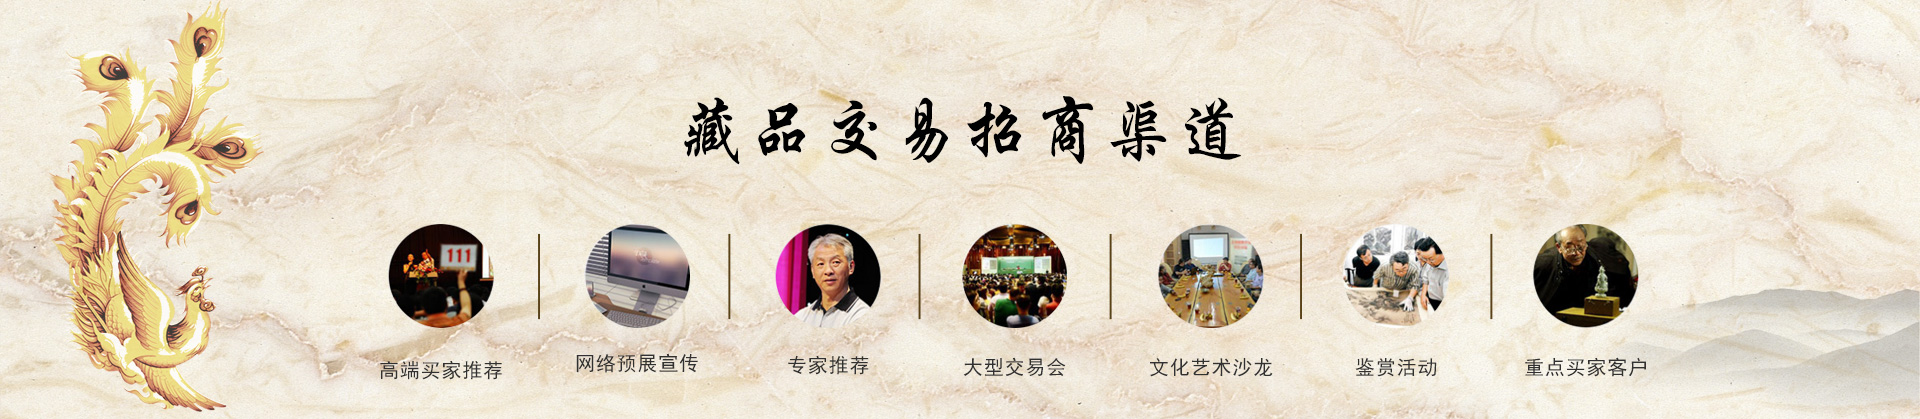 藏品交易招商渠道
111
高端买家推荐
网络预展宣传
专家推荐
大型交易会
文化艺术沙龙
鉴赏活动
重点买家客户